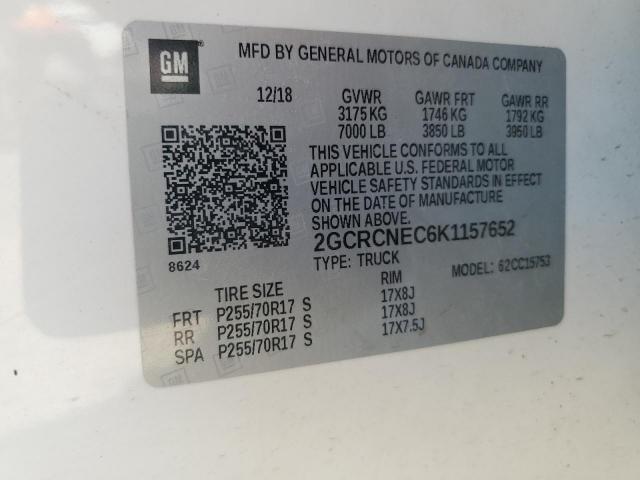 GM
MFD BY GENERAL MOTORS OF CANADA COMPANY
12/18 GVWR GAWR FRT GAWR RR
3175 KG 1746 KG 1792 KG
7000 LB 3850 LB 3950 LB
THIS VEHICLE CONFORMS TO ALL
APPLICABLE U.S. FEDERAL MOTOR
VEHICLE SAFETY STANDARDS IN EFFECT
ON THE DATE OF MANUFACTURE
SHOWN ABOVE.
2GCRCNEC6K1157652
8624 TYPE: TRUCK MODEL: 62CC15753
TIRE SIZE RIM
FRT P255/70R17 S 17X8J
RR P255/70R17 S 17X8J
SPA P255/70R17 S 17X7.5J